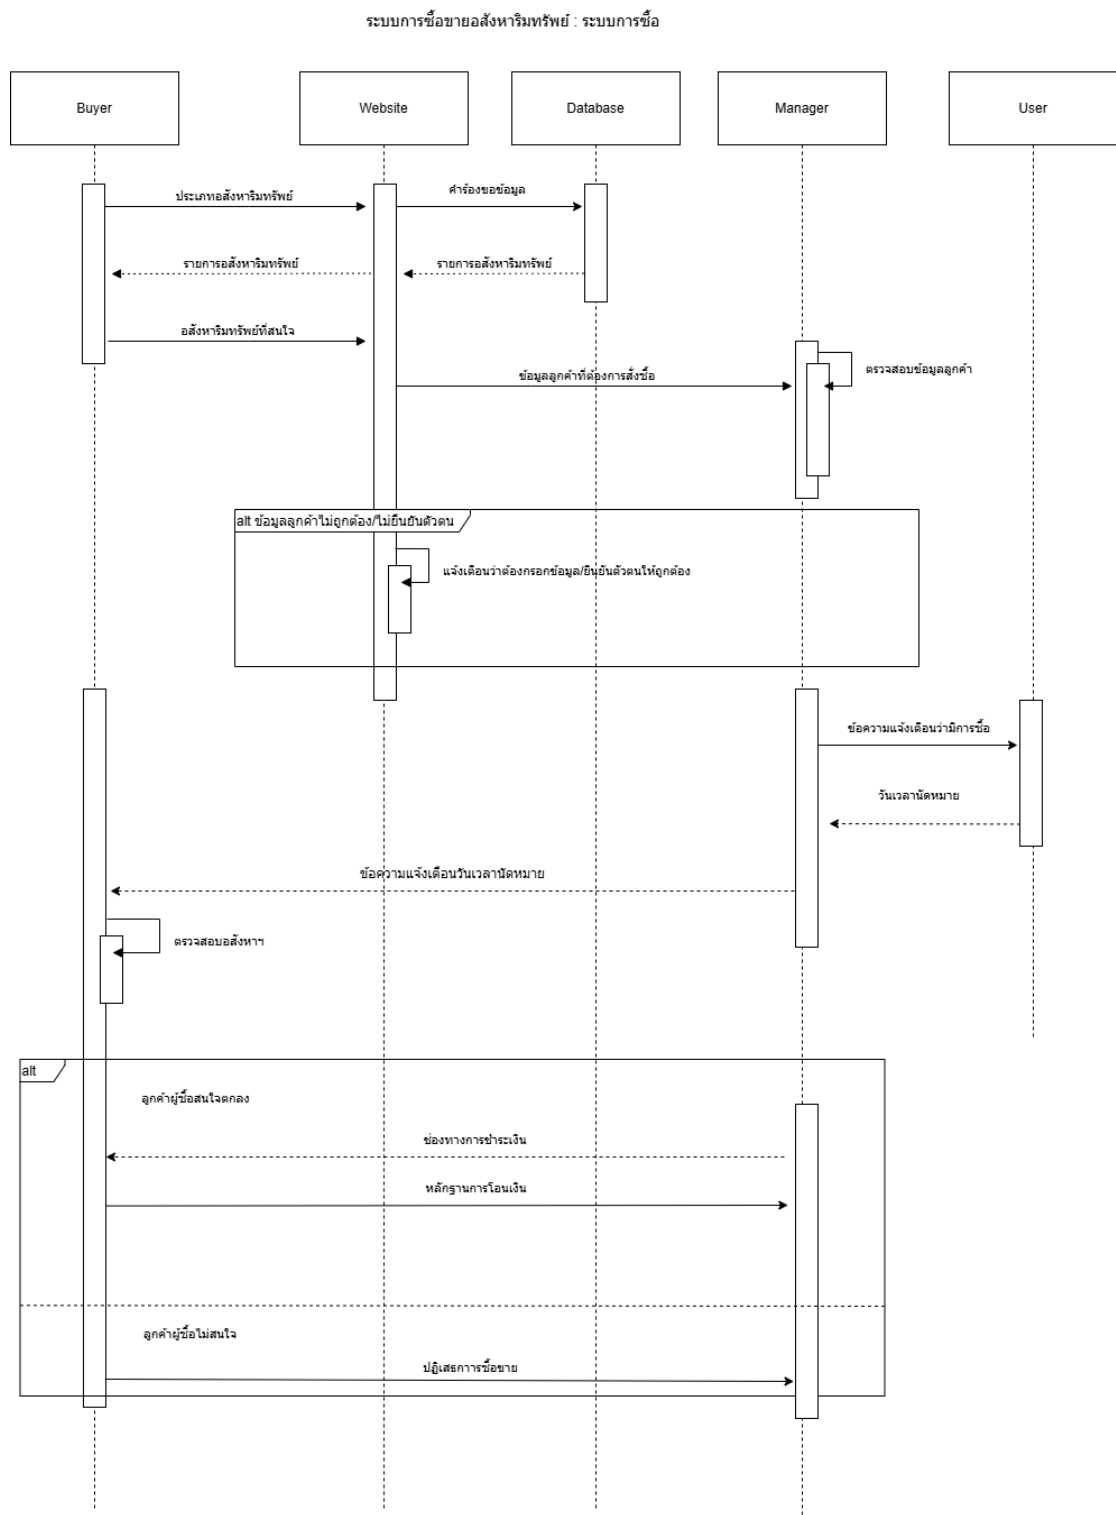 ระบบการซื้อขายอสังหาริมทรัพย์ : ระบบการซื้อ
Buyer
Website
Database
Manager
User
ประเภทอสังหาริมทรัพย์
คำร้องขอข้อมูล
รายการอสังหาริมทรัพย์
รายการอสังหาริมทรัพย์
อสังหาริมทรัพย์ที่สนใจ
ข้อมูลลูกค้าที่ต้องการสั่งซื้อ
ตรวจสอบข้อมูลลูกค้า
alt ข้อมูลลูกค้าไม่ถูกต้อง/ไม่ยืนยันตัวตน
แจ้งเตือนว่าต้องกรอกข้อมูล/ยืนยันตัวตนให้ถูกต้อง
ข้อความแจ้งเตือนว่ามีการซื้อ
วันเวลานัดหมาย
ข้อความแจ้งเตือนวันเวลานัดหมาย
ตรวจสอบอสังหาฯ
alt
ลูกค้าผู้ซื้อสนใจตกลง
ช่องทางการชำระเงิน
หลักฐานการโอนเงิน
ลูกค้าผู้ซื้อไม่สนใจ
ปฏิเสธกาารซื้อขาย